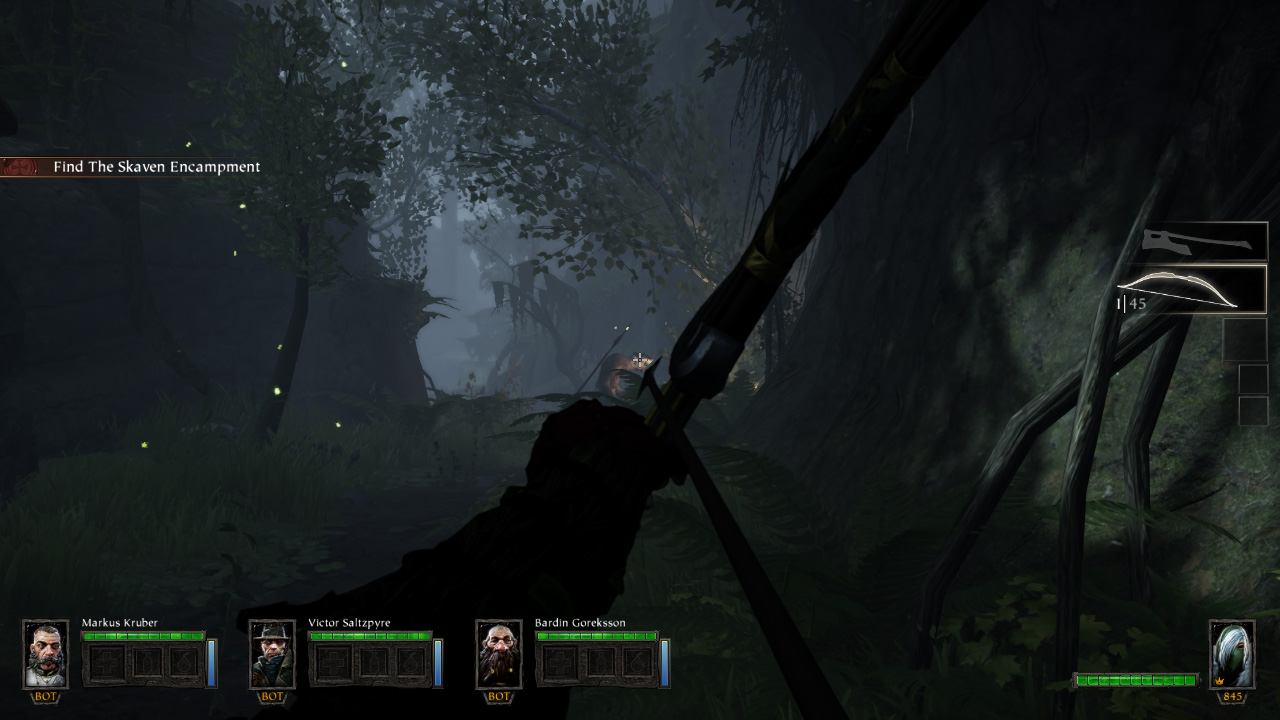 Find The Skaven Encampment
1|45
Markus Kruber
Victor Saltzpyre
Bardin Goreksson
BOT
BOT
BOT
845